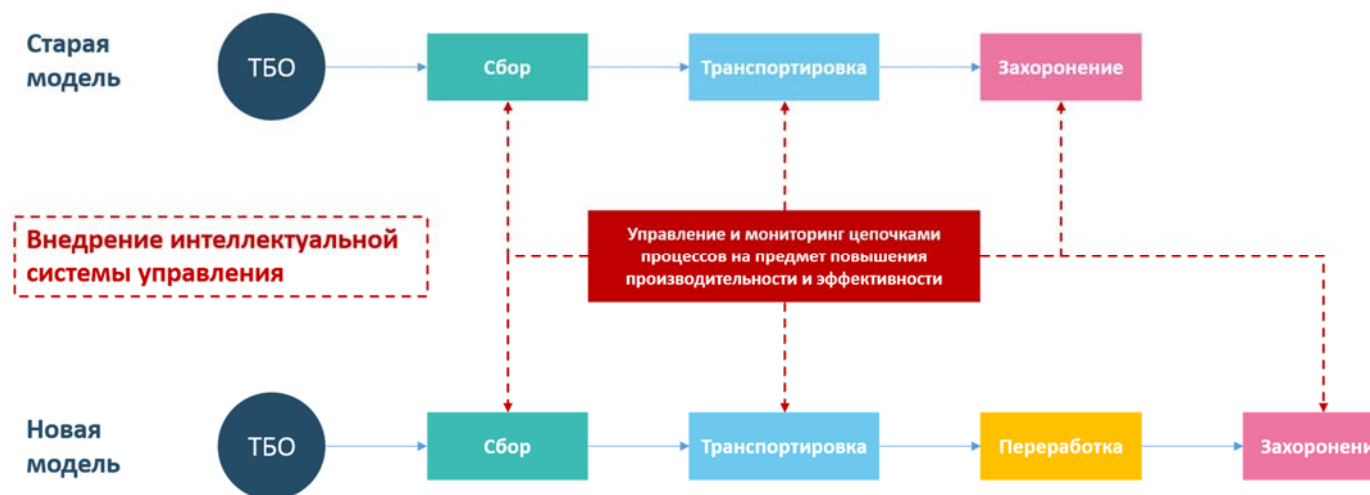 Старая
модель
ТБО
Сбор
Транспортировка
Захоронение
Внедрение интеллектуальной
системы управления
Управление и мониторинг цепочками
процессов на предмет повышения
производительности и эффективности
Новая
модель
ТБО
Сбор
Транспортировка
Переработка
Захоронени